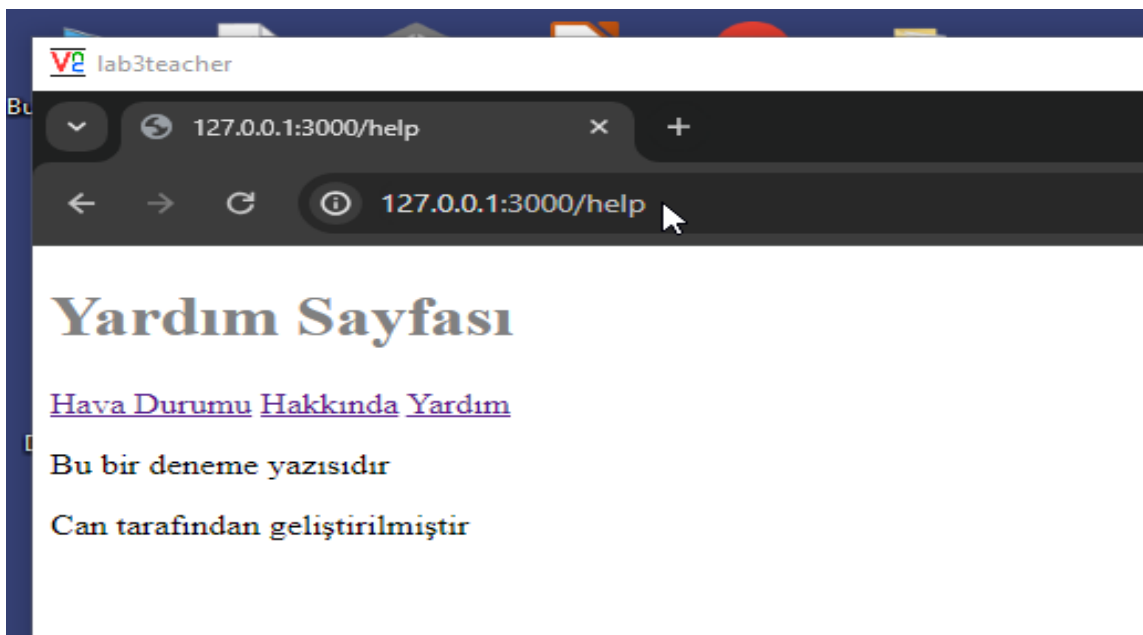 Bu
lab3teacher
127.0.0.1:3000/help
127.0.0.1:3000/help
Yardım Sayfası
Hava Durumu Hakkında Yardım
Bu bir deneme yazısıdır
Can tarafından geliştirilmiştir